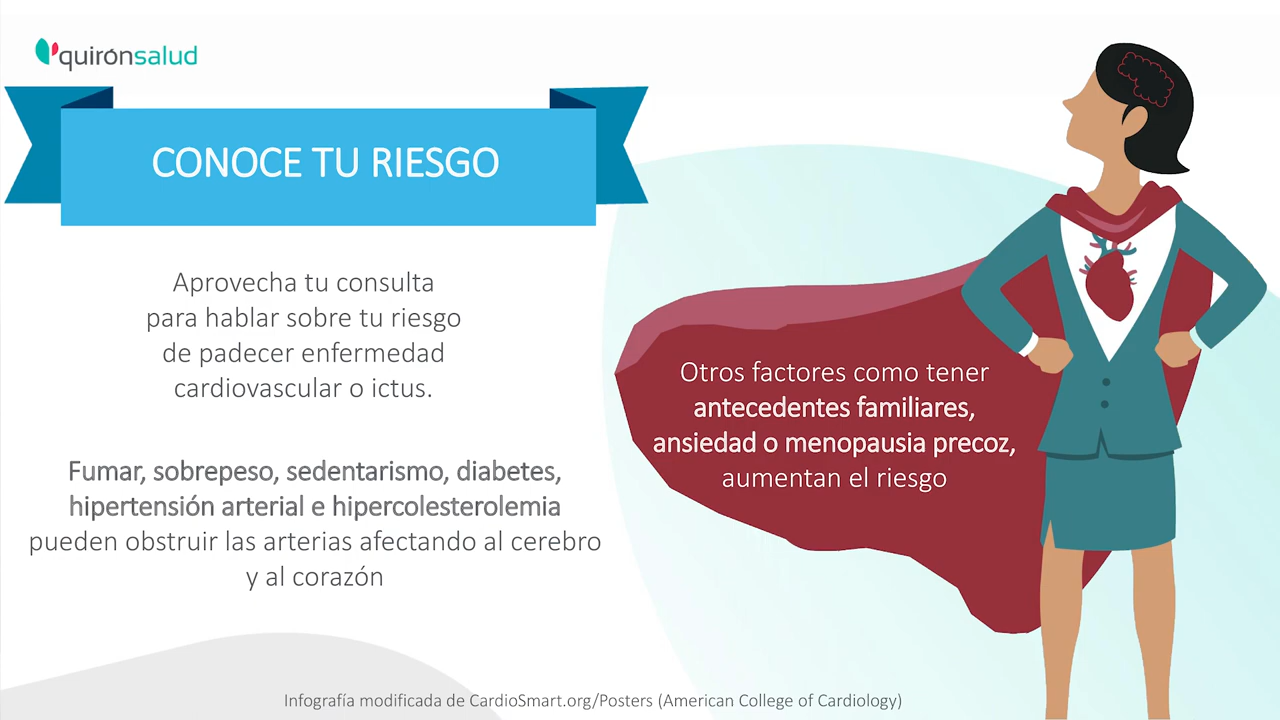 quirónsalud
CONOCE TU RIESGO
Aprovecha tu consulta
para hablar sobre tu riesgo
de padecer enfermedad
cardiovascular o ictus.
Fumar, sobrepeso, sedentarismo, diabetes,
hipertensión arterial e hipercolesterolemia
pueden obstruir las arterias afectando al cerebro
y al corazón
Otros factores como tener
antecedentes familiares,
ansiedad o menopausia precoz,
aumentan el riesgo
Infografía modificada de CardioSmart.org/Posters (American College of Cardiology)